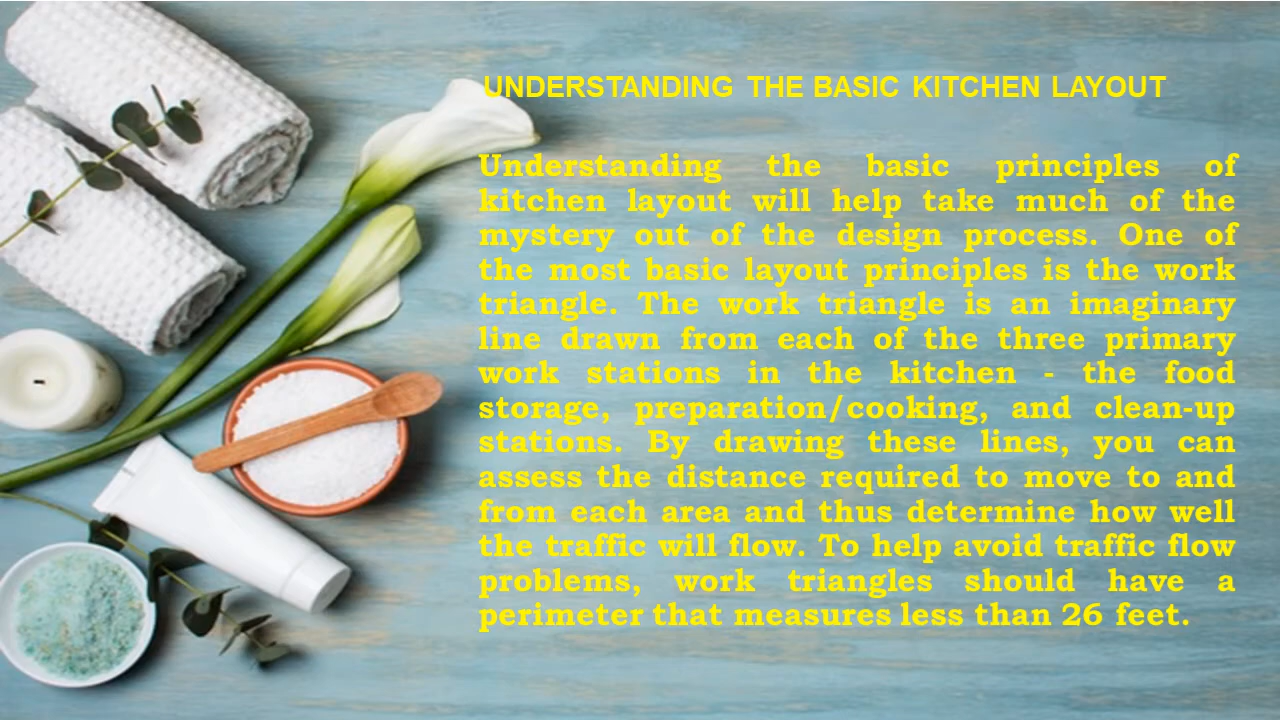 UNDERSTANDING THE BASIC KITCHEN LAYOUT
Understanding the basic principles of
kitchen layout will help take much of the
mystery out of the design process. One of
the most basic layout principles is the work
triangle. The work triangle is an imaginary
line drawn from each of the three primary
work stations in the kitchen - the food
storage, preparation/cooking, and clean-up
stations. By drawing these lines, you can
assess the distance required to move to and
from each area and thus determine how well
the traffic will flow. To help avoid traffic flow
problems, work triangles should have a
perimeter that measures less than 26 feet.